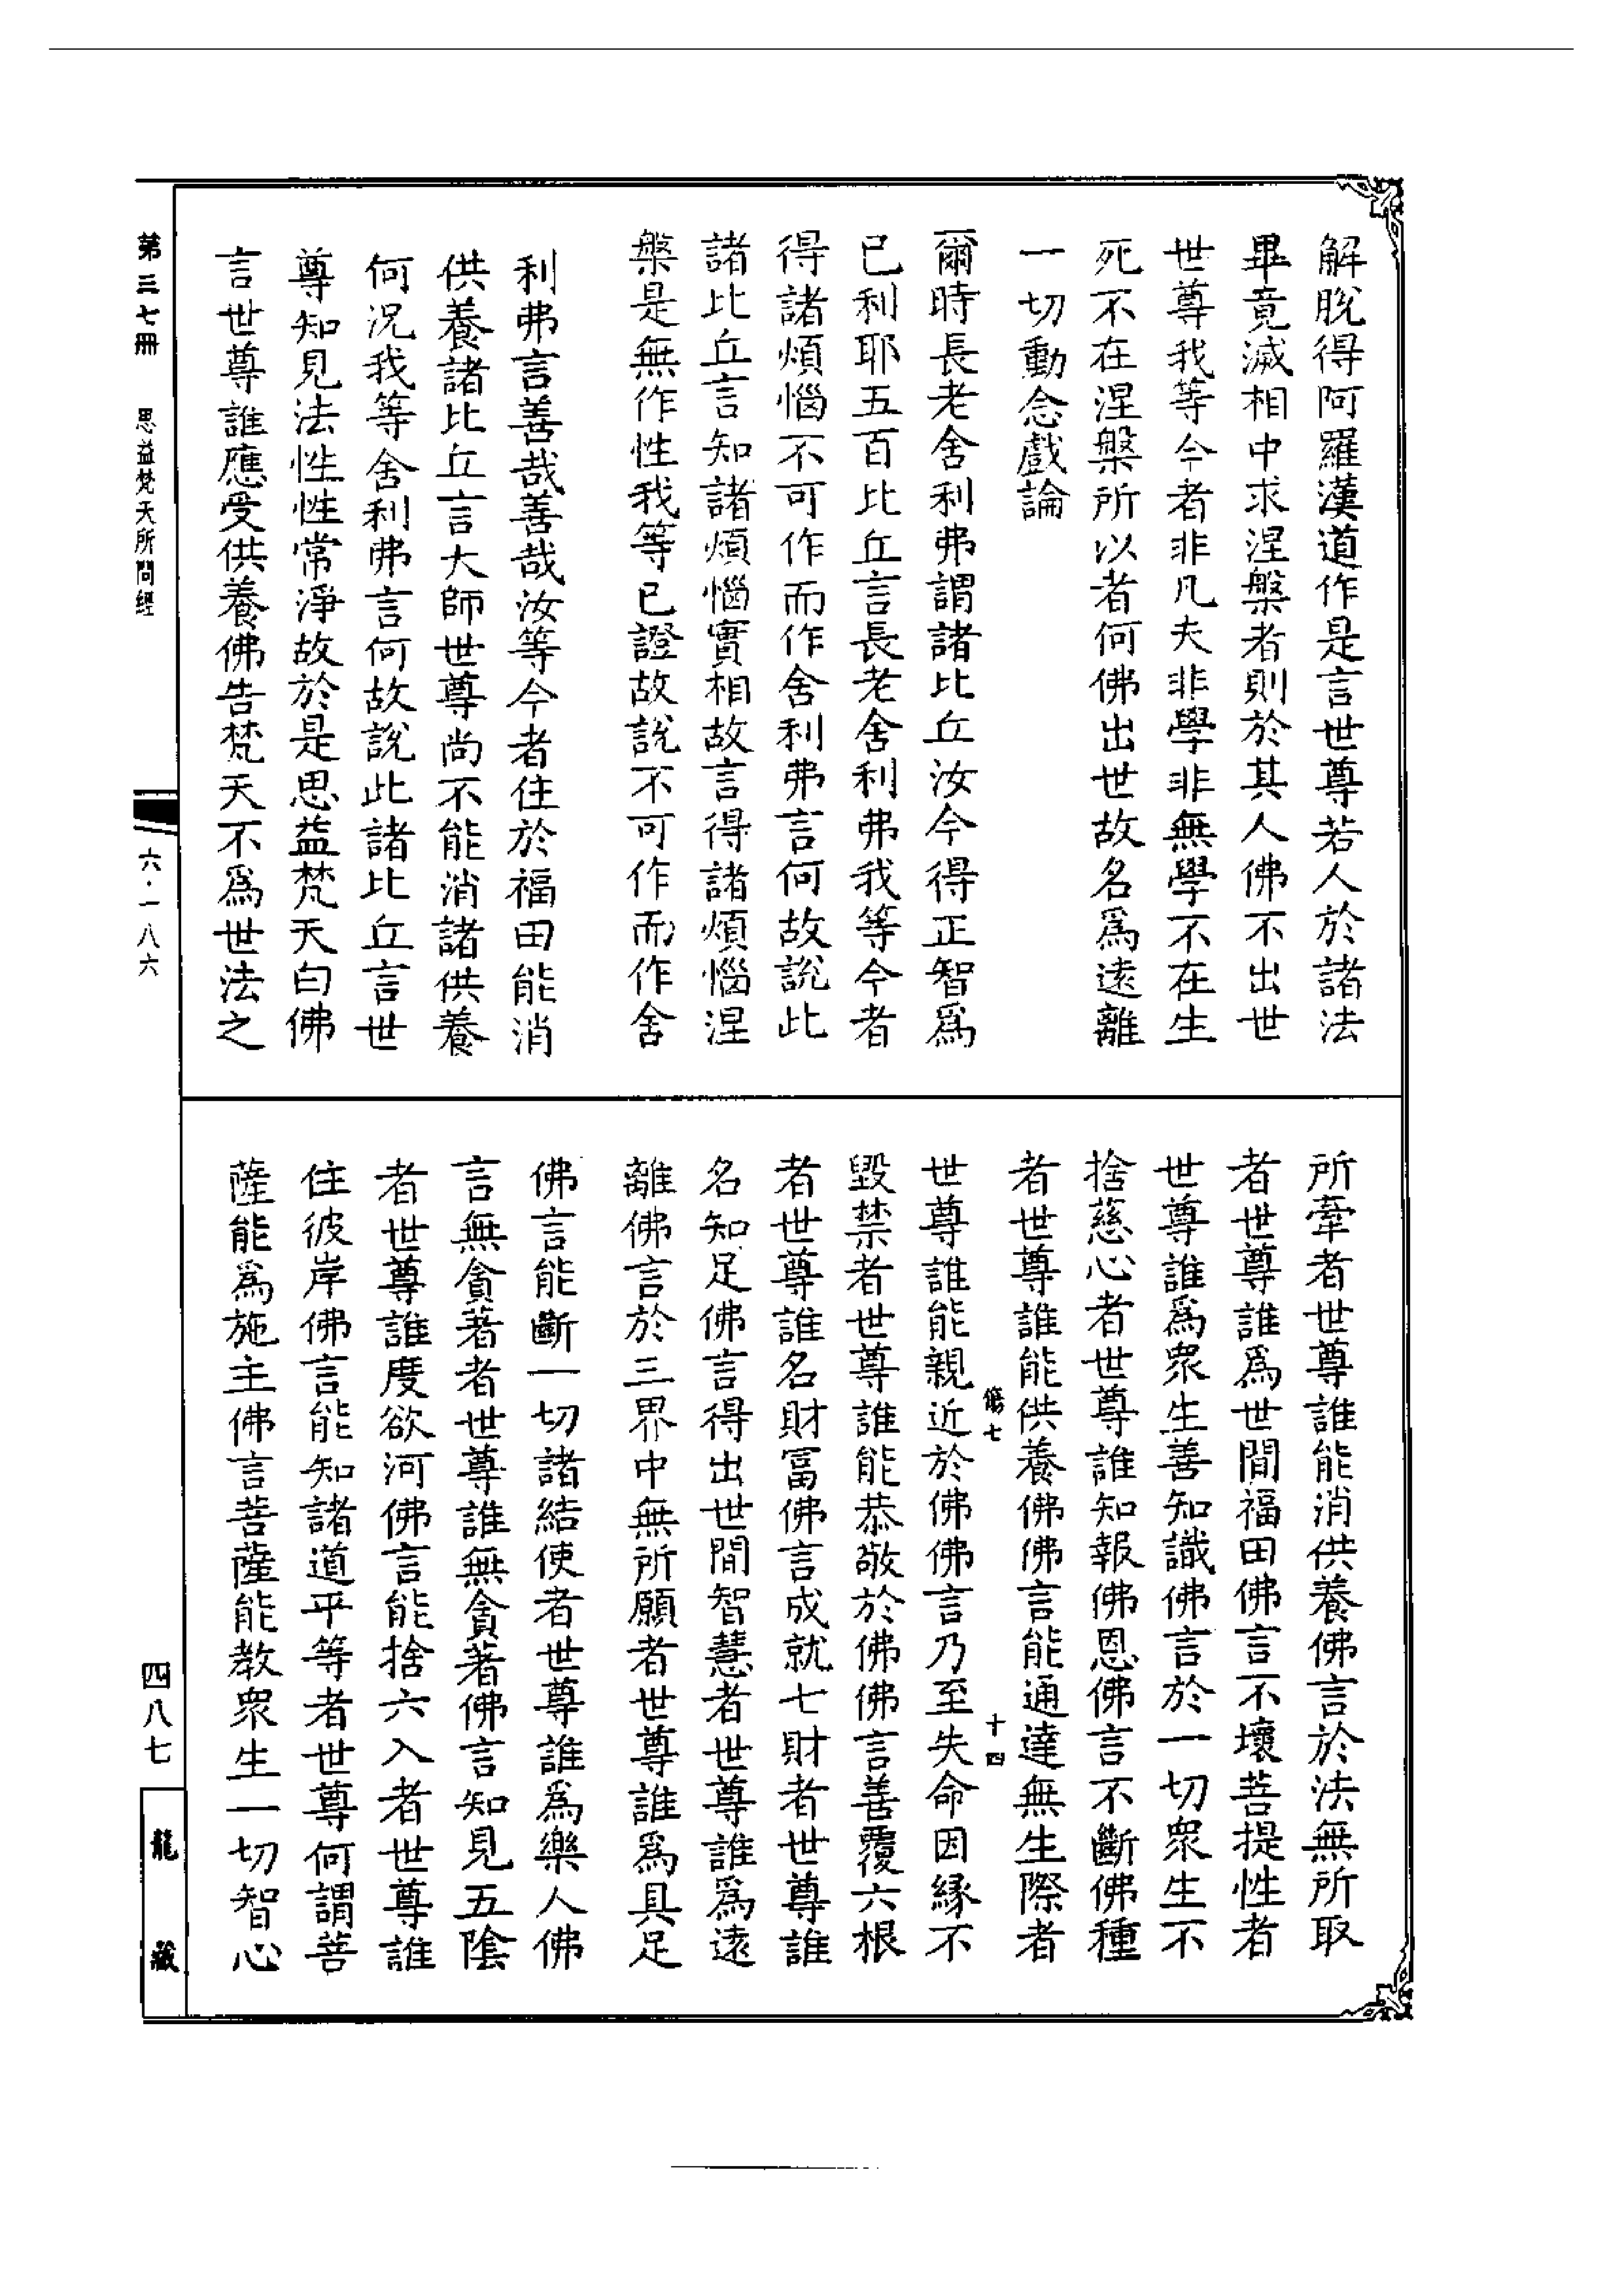 解脫得阿羅漢道作是言世尊若人於諸法
畢竟滅相中求涅槃者則於其人佛不出世
世尊我等今者非凡夫非學非無學不在生
死不在涅槃所以者何佛出世故名爲遠離
一切動念戲論
爾時長老舍利弗謂諸比丘汝今得正智爲
已利耶五百比丘言長老舍利弗我等今者
得諸煩惱不可作而作舍利弗言何故說此
諸比丘言知諸煩惱實相故言得諸煩惱涅
槃是無作性我等已證故說不可作而作舍
利弗言善哉善哉汝等今者住於福田能消
供養諸比丘言大師世尊尚不能消諸供養
何況我等舍利弗言何故說此諸比丘言世
尊知見法性性常淨故於是思益梵天白佛
言世尊誰應受供養佛告梵天不爲世法之
所牽者世尊誰能消供養佛言於法無所取
者世尊誰爲世間福田佛言不壞菩提性者
世尊誰爲眾生善知識佛言於一切眾生不
捨慈心者世尊誰知報佛恩佛言不斷佛種
者世尊誰能供養佛佛言能通達無生際者
世尊誰能親近於佛佛言乃至失命因緣不
毀禁者世尊誰能恭敬於佛佛言善覆六根
者世尊誰名財富佛言成就七財者世尊誰
名知足佛言得出世間智慧者世尊誰爲遠
離佛言於三界中無所願者世尊誰爲具足
佛言能斷一切諸結使者世尊誰爲樂人佛
言無貪著者世尊誰無貪著佛言知見五陰
者世尊誰度欲河佛言能捨六入者世尊誰
住彼岸佛言能知諸道平等者世尊何謂菩
薩能爲施主佛言菩薩能教眾生一切智心
七
十四
第三七冊
思益梵天所問經
六·一八六
四八七
龍藏